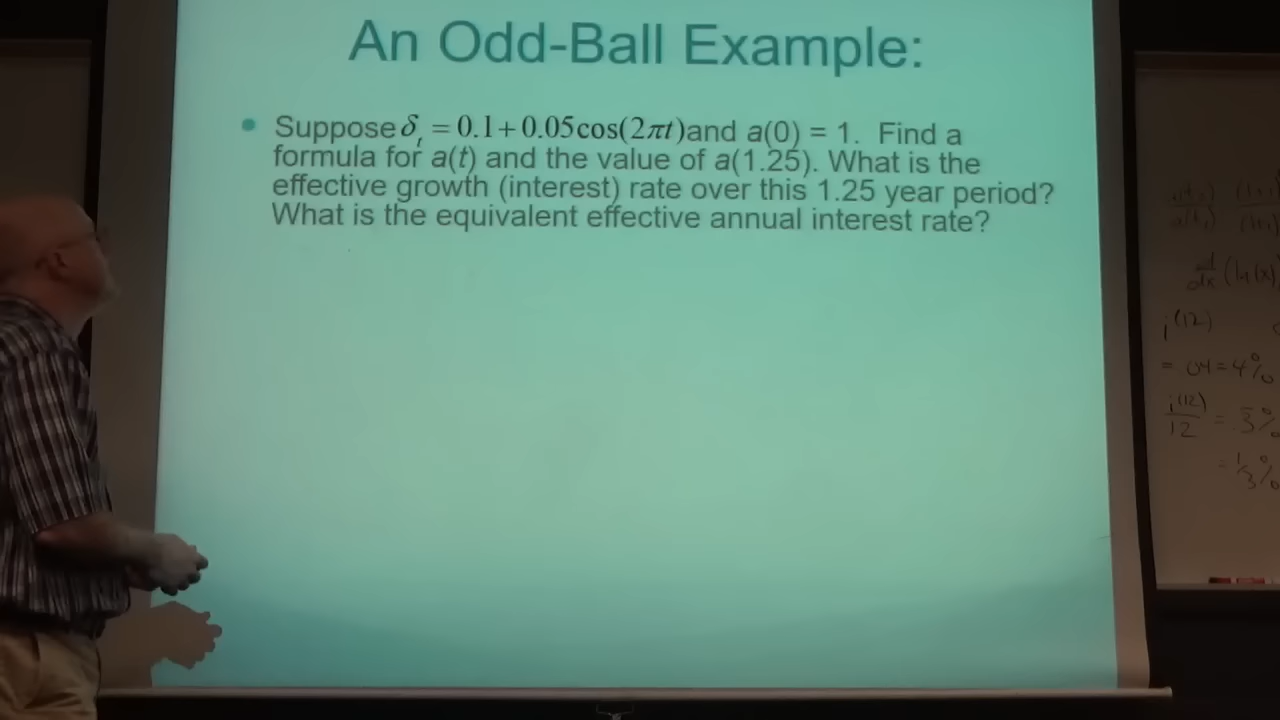 An Odd-Ball Example:
• Suppose δₜ = 0.1+0.05cos(2πt) and a(0) = 1. Find a
formula for a(t) and the value of a(1.25). What is the
effective growth (interest) rate over this 1.25 year period?
What is the equivalent effective annual interest rate?
d/dx (ln(x)
i⁽¹²⁾
= .04 = 4%
i⁽¹²⁾/12 =
= 1/3 %